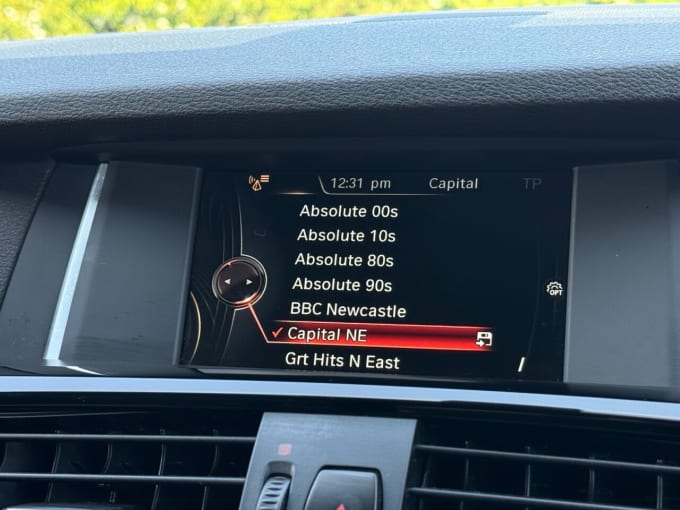 12:31 pm Capital TP
Absolute 00s
Absolute 10s
Absolute 80s
Absolute 90s
BBC Newcastle
Capital NE
Grt Hits N East
OPT